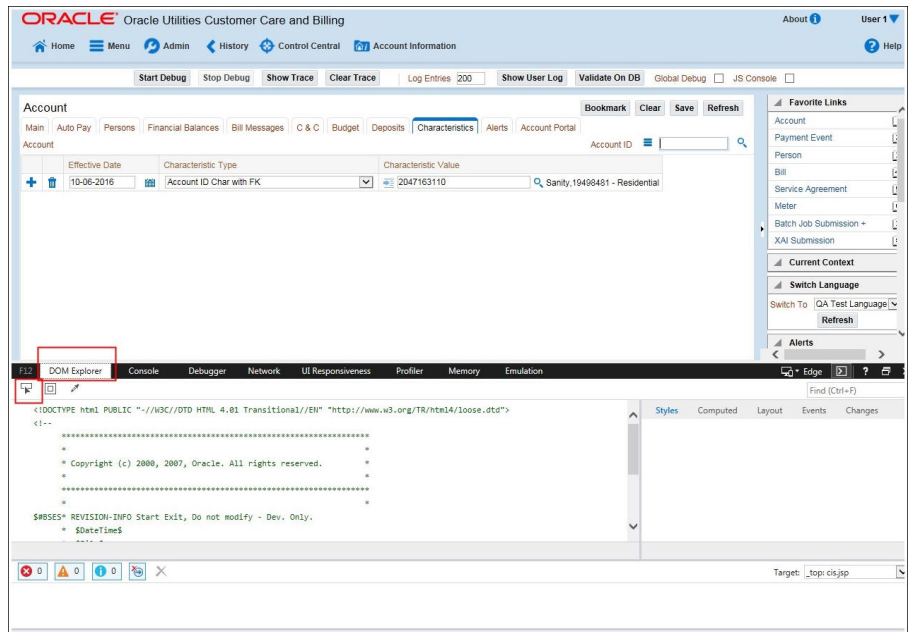 ORACLE Oracle Utilities Customer Care and Billing
About User 1
Home Menu Admin History Control Central Account Information Help
Start Debug Stop Debug Show Trace Clear Trace Log Entries 200 Show User Log Validate On DB Global Debug JS Console
Account Bookmark Clear Save Refresh
Main Auto Pay Persons Financial Balances Bill Messages C & C Budget Deposits Characteristics Alerts Account Portal
Account Account ID
Effective Date Characteristic Type Characteristic Value
10-06-2016 Account ID Char with FK 2047163110 Sanity,19498481 - Residential
Favorite Links
Account
Payment Event
Person
Bill
Service Agreement
Meter
Batch Job Submission +
XAI Submission
Current Context
Switch Language
Switch To QA Test Language
Refresh
Alerts
F12 DOM Explorer Console Debugger Network UI Responsiveness Profiler Memory Emulation Edge ?
Find (Ctrl+F)
Styles Computed Layout Events Changes
<!DOCTYPE html PUBLIC "-//W3C//DTD HTML 4.01 Transitional//EN" "http://www.w3.org/TR/html4/loose.dtd">
<!--
*******************************************************************
* *
* Copyright (c) 2000, 2007, Oracle. All rights reserved. *
* *
*******************************************************************
* *
$#BSES* REVISION-INFO Start Exit, Do not modify - Dev. Only.
* $DateTime$
0 0 0
Target: _top: cis.jsp